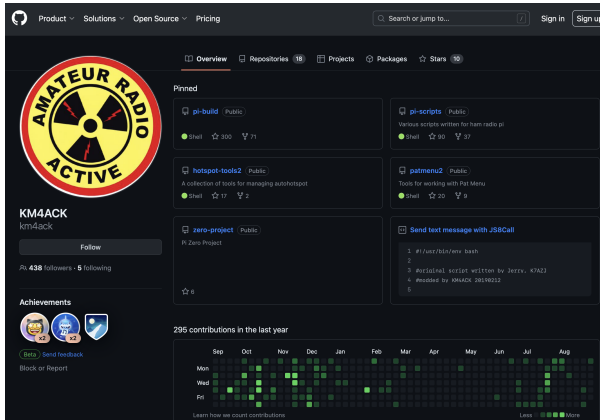 Product Solutions Open Source Pricing
Search or jump to... /
Sign in Sign up
Overview Repositories 18 Projects Packages Stars 10
AMATEUR RADIO
ACTIVE
KM4ACK
km4ack
Follow
438 followers · 5 following
Achievements
x2 x2
Beta Send feedback
Block or Report
Pinned
pi-build Public
Shell 300 71
pi-scripts Public
Various scripts written for ham radio pi
Shell 90 37
hotspot-tools2 Public
A collection of tools for managing autohotspot
Shell 17 2
patmenu2 Public
Tools for working with Pat Menu
Shell 20 9
zero-project Public
Pi Zero Project
6
Send text message with JS8Call
1 #!/usr/bin/env bash
2
3 #original script written by Jerry, K7AZJ
4 #modded by KM4ACK 20190212
5
295 contributions in the last year
Sep Oct Nov Dec Jan Feb Mar Apr May Jun Jul Aug
Mon
Wed
Fri
Learn how we count contributions
Less More